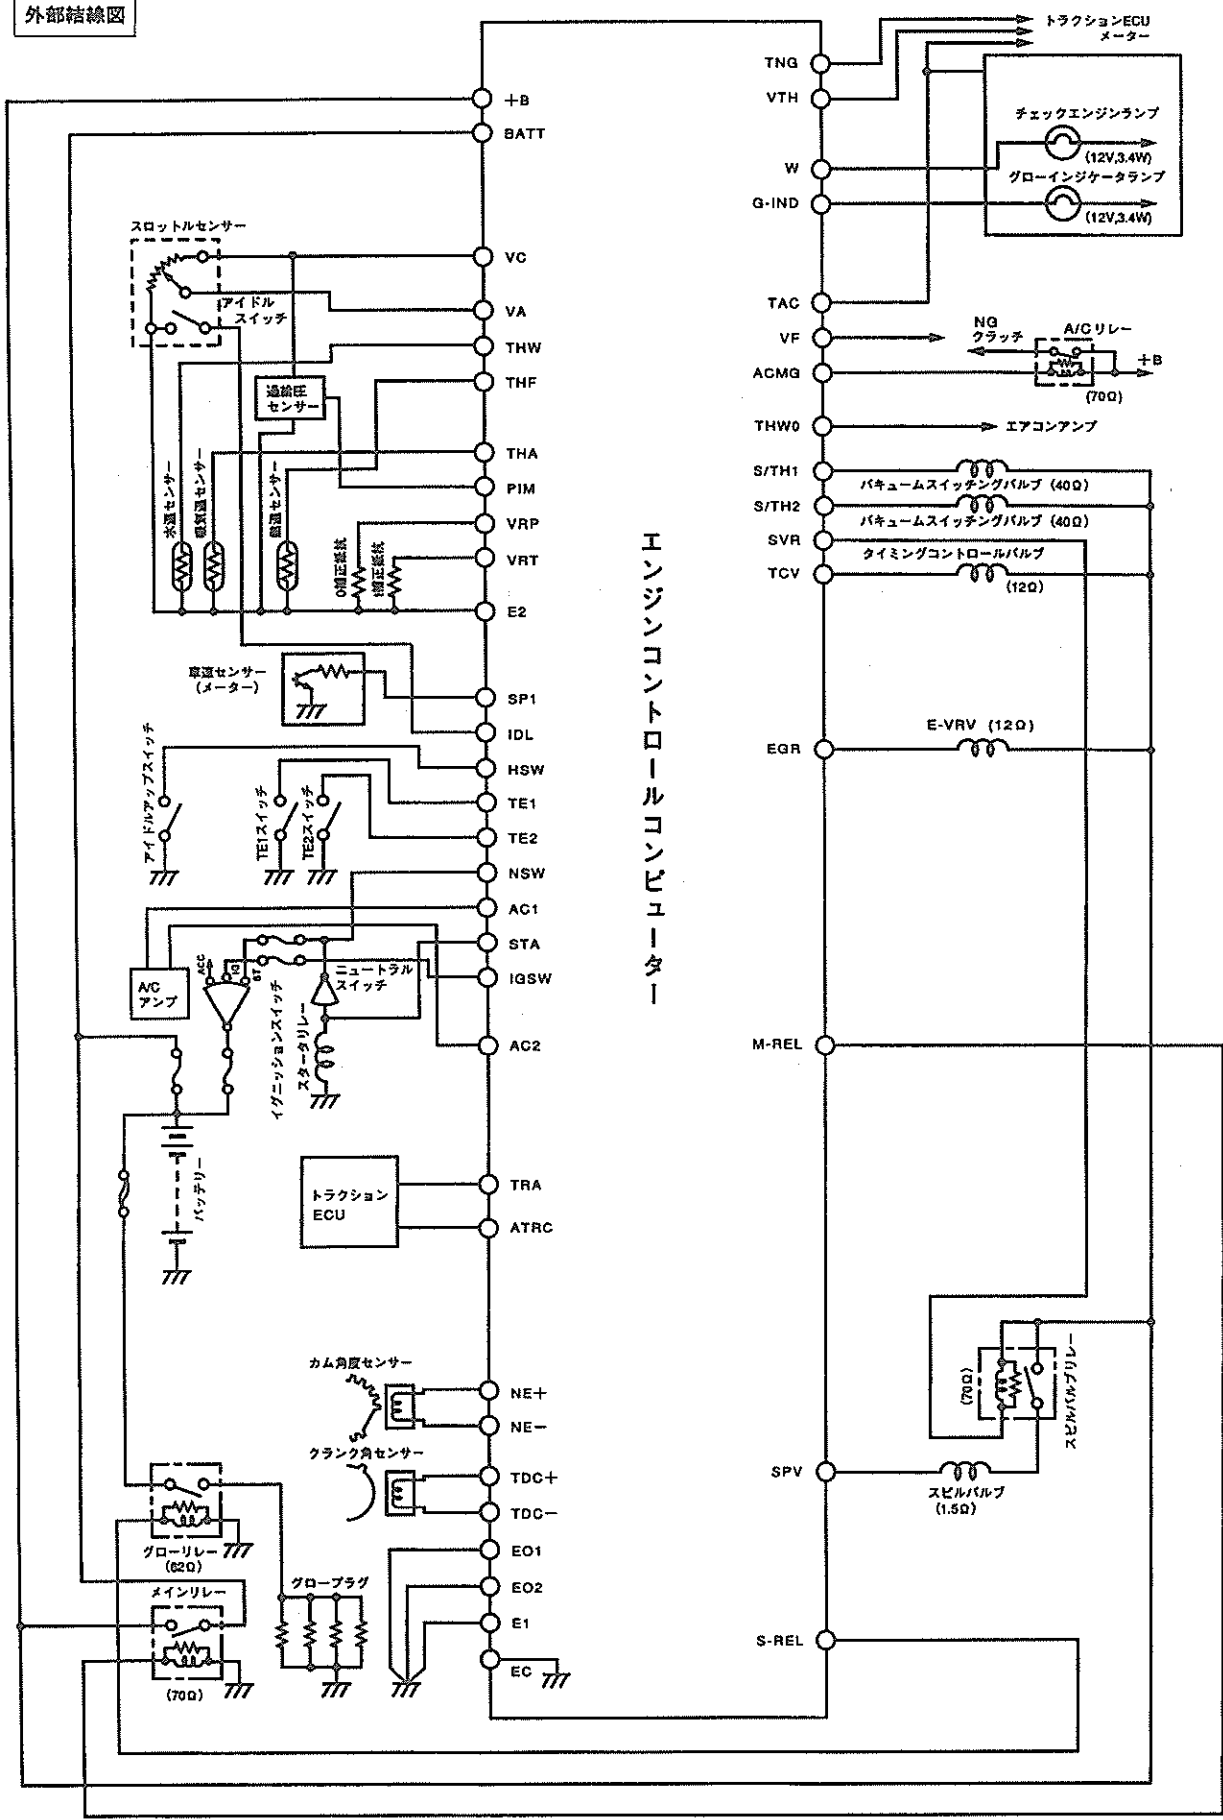 外部結線図
トラクションECU
メーター
TNG
VTH
+B
BATT
チェックエンジンランプ
(12V,3.4W)
W
グローインジケータランプ
G-IND
(12V,3.4W)
スロットルセンサー
VC
アイドル
スイッチ
VA
TAC
THW
VF
NG
クラッチ
A/Cリレー
+B
過給圧
センサー
THF
ACMG
(70Ω)
THW0
エアコンアンプ
THA
水温センサー
吸気温センサー
燃温センサー
PIM
S/TH1
バキュームスイッチングバルブ (40Ω)
S/TH2
バキュームスイッチングバルブ (40Ω)
VRP
SVR
タイミングコントロールバルブ
VRT
TCV
(12Ω)
θ補正抵抗
補正抵抗
E2
エンジンコントロールコンピューター
車速センサー
(メーター)
SP1
IDL
E-VRV (12Ω)
EGR
HSW
アイドルアップスイッチ
TE1スイッチ
TE2スイッチ
TE1
TE2
NSW
AC1
STA
ACC
IG
ST
ニュートラル
スイッチ
IGSW
A/C
アンプ
イグニッションスイッチ
スタータリレー
AC2
M-REL
バッテリー
トラクション
ECU
TRA
ATRC
カム角度センサー
NE+
NE−
(70Ω)
スピルバルブリレー
クランク角センサー
TDC+
TDC−
SPV
スピルバルブ
(1.5Ω)
グローリレー
(62Ω)
EO1
EO2
メインリレー
グロープラグ
E1
S-REL
EC
(70Ω)